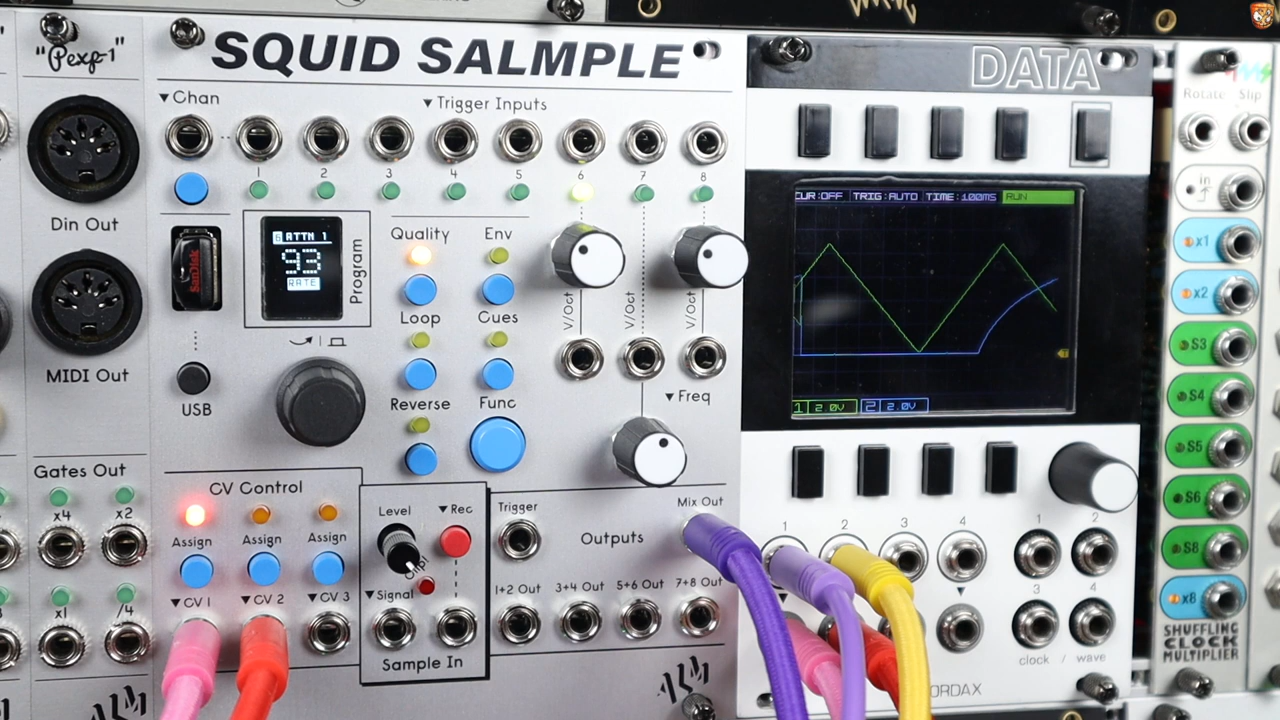 "Pexp-1"
Din Out
MIDI Out
Gates Out
x4
x2
x1
/4
SQUID SALMPLE
▼Chan
▼Trigger Inputs
1
2
3
4
5
6
7
8
SanDisk
USB
ATTN 1
93
RATE
Program
Quality
Env
Loop
Cues
Reverse
Func
V/Oct
V/Oct
V/Oct
▼Freq
CV Control
Assign
Assign
Assign
▼CV 1
▼CV 2
▼CV 3
Level
▼Rec
Clip!
▼Signal
Sample In
Trigger
Outputs
Mix Out
1+2 Out
3+4 Out
5+6 Out
7+8 Out
DATA
CUR:OFF
TRIG:AUTO
TIME:100MS
RUN
1 2.0V
2 2.0V
1
2
3
4
1
2
3
4
clock / wave
ORDAX
Rotate
Slip
in
x1
x2
S3
S4
S5
S6
S8
x8
SHUFFLING
CLOCK
MULTIPLIER